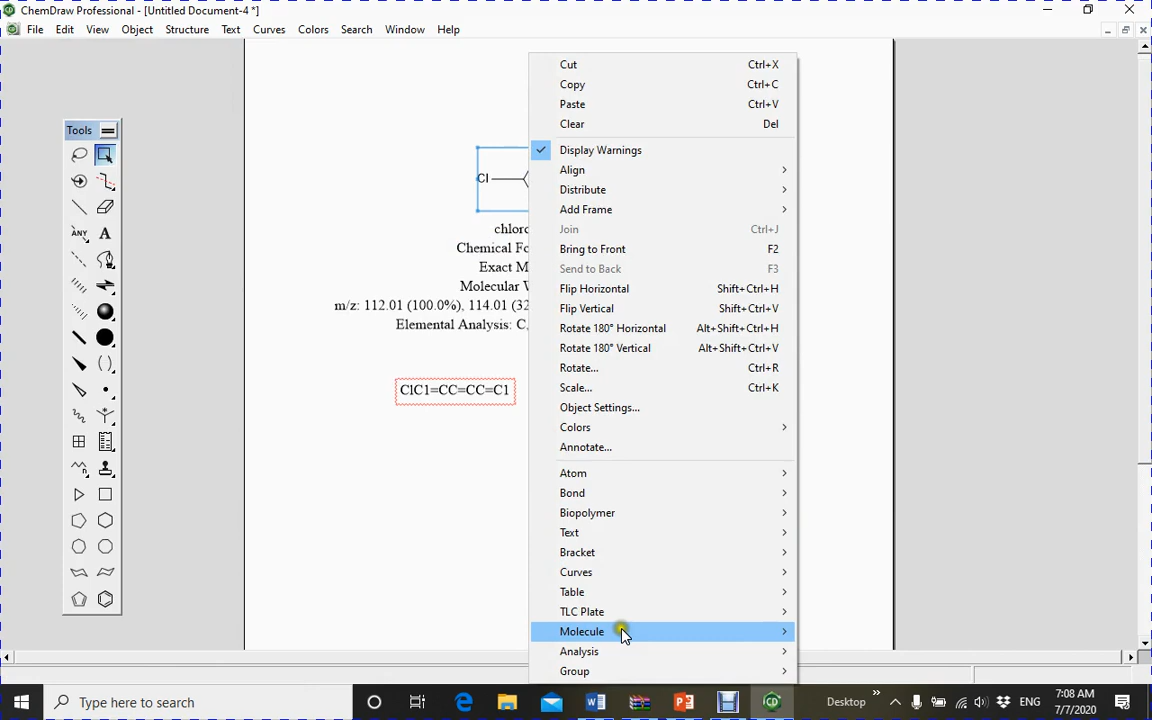 ChemDraw Professional - [Untitled Document-4 *]
File Edit View Object Structure Text Curves Colors Search Window Help
Tools
ANY A
Cl
chloro
Chemical Fo
Exact M
Molecular W
m/z: 112.01 (100.0%), 114.01 (32
Elemental Analysis: C,
ClC1=CC=CC=C1
Cut Ctrl+X
Copy Ctrl+C
Paste Ctrl+V
Clear Del
Display Warnings
Align
Distribute
Add Frame
Join Ctrl+J
Bring to Front F2
Send to Back F3
Flip Horizontal Shift+Ctrl+H
Flip Vertical Shift+Ctrl+V
Rotate 180° Horizontal Alt+Shift+Ctrl+H
Rotate 180° Vertical Alt+Shift+Ctrl+V
Rotate... Ctrl+R
Scale... Ctrl+K
Object Settings...
Colors
Annotate...
Atom
Bond
Biopolymer
Text
Bracket
Curves
Table
TLC Plate
Molecule
Analysis
Group
Type here to search
Desktop
ENG
7:08 AM
7/7/2020